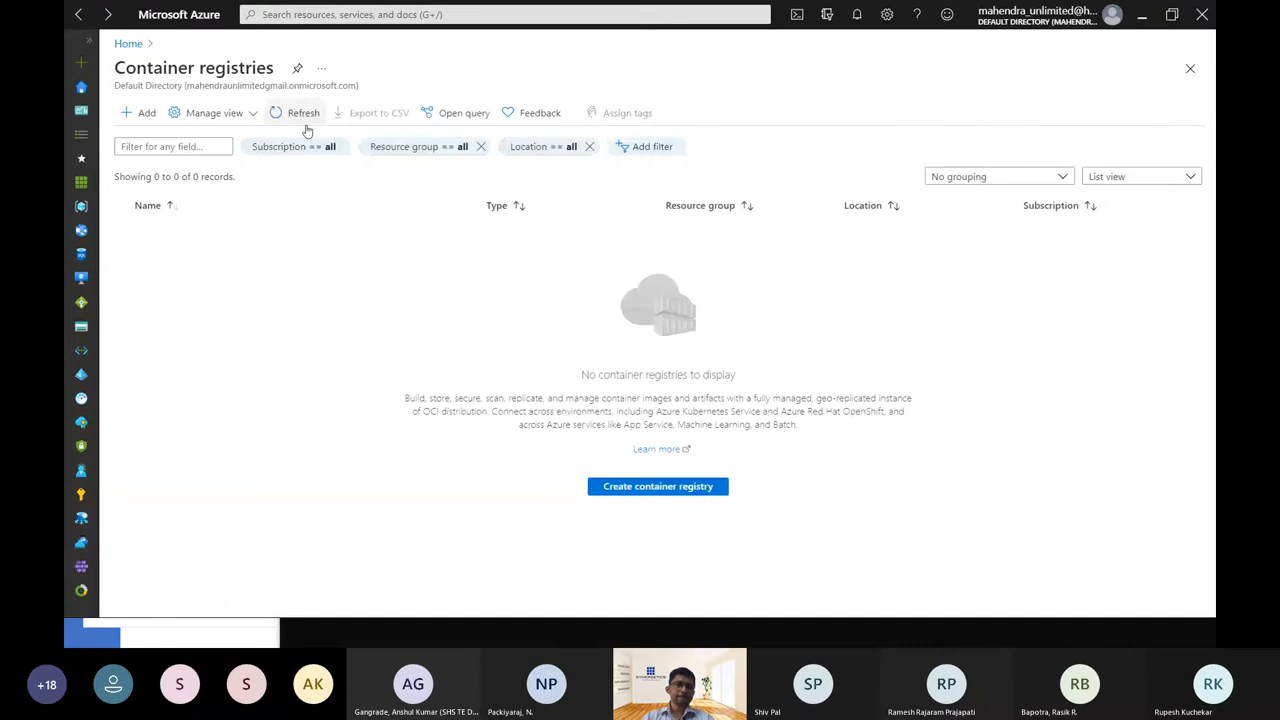 Microsoft Azure
Search resources, services, and docs (G+/)
mahendra_unlimited@h...
DEFAULT DIRECTORY (MAHENDR...
Home
Container registries
Default Directory (mahendraunlimitedgmail.onmicrosoft.com)
Add Manage view Refresh Export to CSV Open query Feedback Assign tags
Filter for any field... Subscription == all Resource group == all Location == all Add filter
Showing 0 to 0 of 0 records.
No grouping List view
Name Type Resource group Location Subscription
No container registries to display
Build, store, secure, scan, replicate, and manage container images and artifacts with a fully managed, geo-replicated instance
of OCI distribution. Connect across environments, including Azure Kubernetes Service and Azure Red Hat OpenShift, and
across Azure services like App Service, Machine Learning, and Batch.
Learn more
Create container registry
+18 S S AK AG NP SYNERGETICS SP RP RB RK
Gangrade, Anshul Kumar (SHS TE D... Packiyaraj, N. Shiv Pal Ramesh Rajaram Prajapati Bapotra, Rasik R. Rupesh Kuchekar